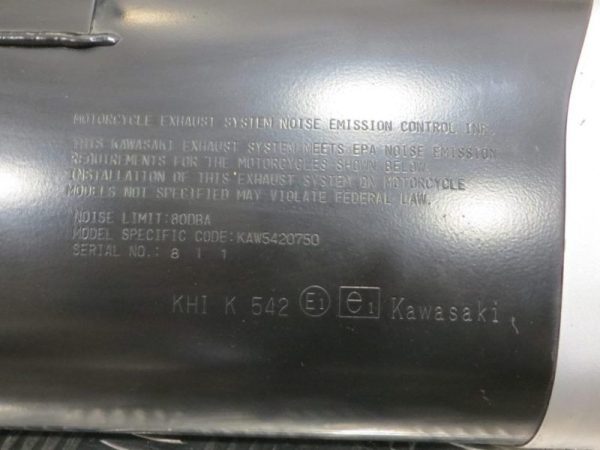 MOTORCYCLE EXHAUST SYSTEM NOISE EMISSION CONTROL INF.
THIS KAWASAKI EXHAUST SYSTEM MEETS EPA NOISE EMISSION
REQUIREMENTS FOR THE MOTORCYCLES SHOWN BELOW.
INSTALLATION OF THIS EXHAUST SYSTEM ON MOTORCYCLE
MODELS NOT SPECIFIED MAY VIOLATE FEDERAL LAW.
NOISE LIMIT:80DBA
MODEL SPECIFIC CODE:KAW5420750
SERIAL NO.: 8 1 1
KHI K 542 E1 e1 Kawasaki